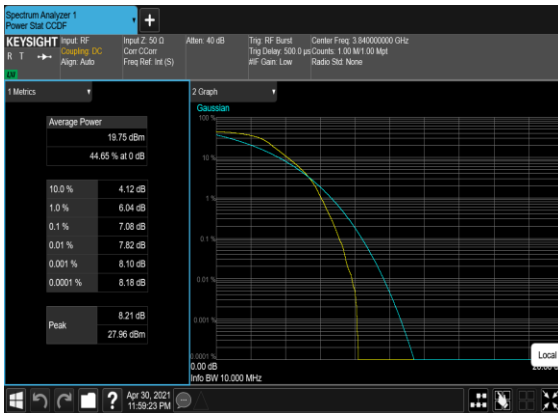 Spectrum Analyzer 1
Power Stat CCDF
+
KEYSIGHT
R T
LXI
Input: RF
Coupling: DC
Align: Auto
Input Z: 50 Ω
Corr CCorr
Freq Ref: Int (S)
Atten: 40 dB
Trig: RF Burst
Trig Delay: 500.0 µs
#IF Gain: Low
Center Freq: 3.840000000 GHz
Counts: 1.00 M/1.00 Mpt
Radio Std: None
1 Metrics
Average Power
19.75 dBm
44.65 % at 0 dB
10.0 % 4.12 dB
1.0 % 6.04 dB
0.1 % 7.08 dB
0.01 % 7.82 dB
0.001 % 8.10 dB
0.0001 % 8.18 dB
Peak
8.21 dB
27.96 dBm
2 Graph
Gaussian
100 %
10 %
1 %
0.1 %
0.01 %
0.001 %
0.0001 %
0.00 dB
Info BW 10.000 MHz
Local
?
Apr 30, 2021
11:59:23 PM